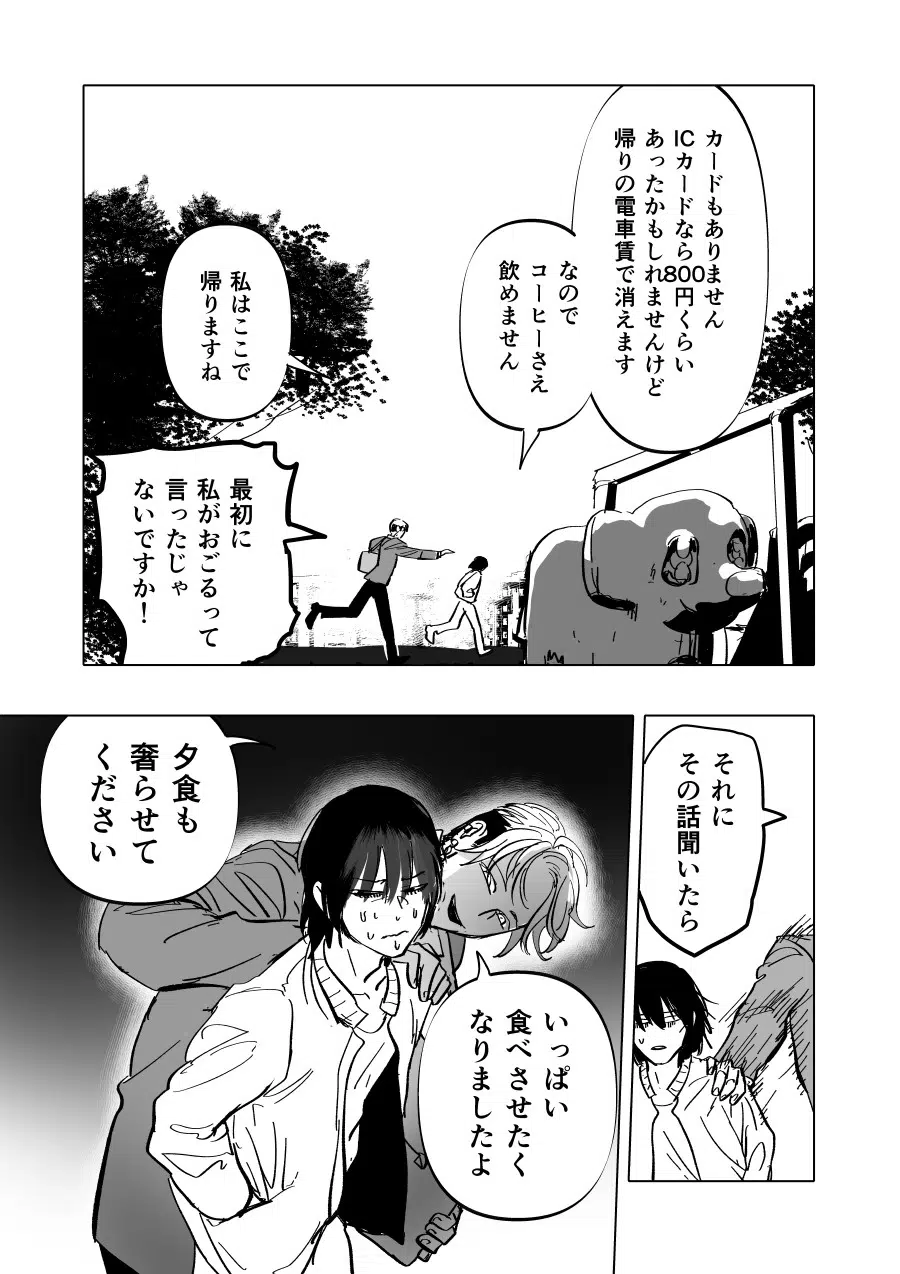 カードもありません
ICカードなら800円くらい
あったかもしれませんけど
帰りの電車賃で消えます
なので
コーヒーさえ
飲めません
私はここで
帰りますね
最初に
私がおごるって
言ったじゃ
ないですか！
それに
その話聞いたら
いっぱい
食べさせたく
なりましたよ
夕食も
奢らせて
ください